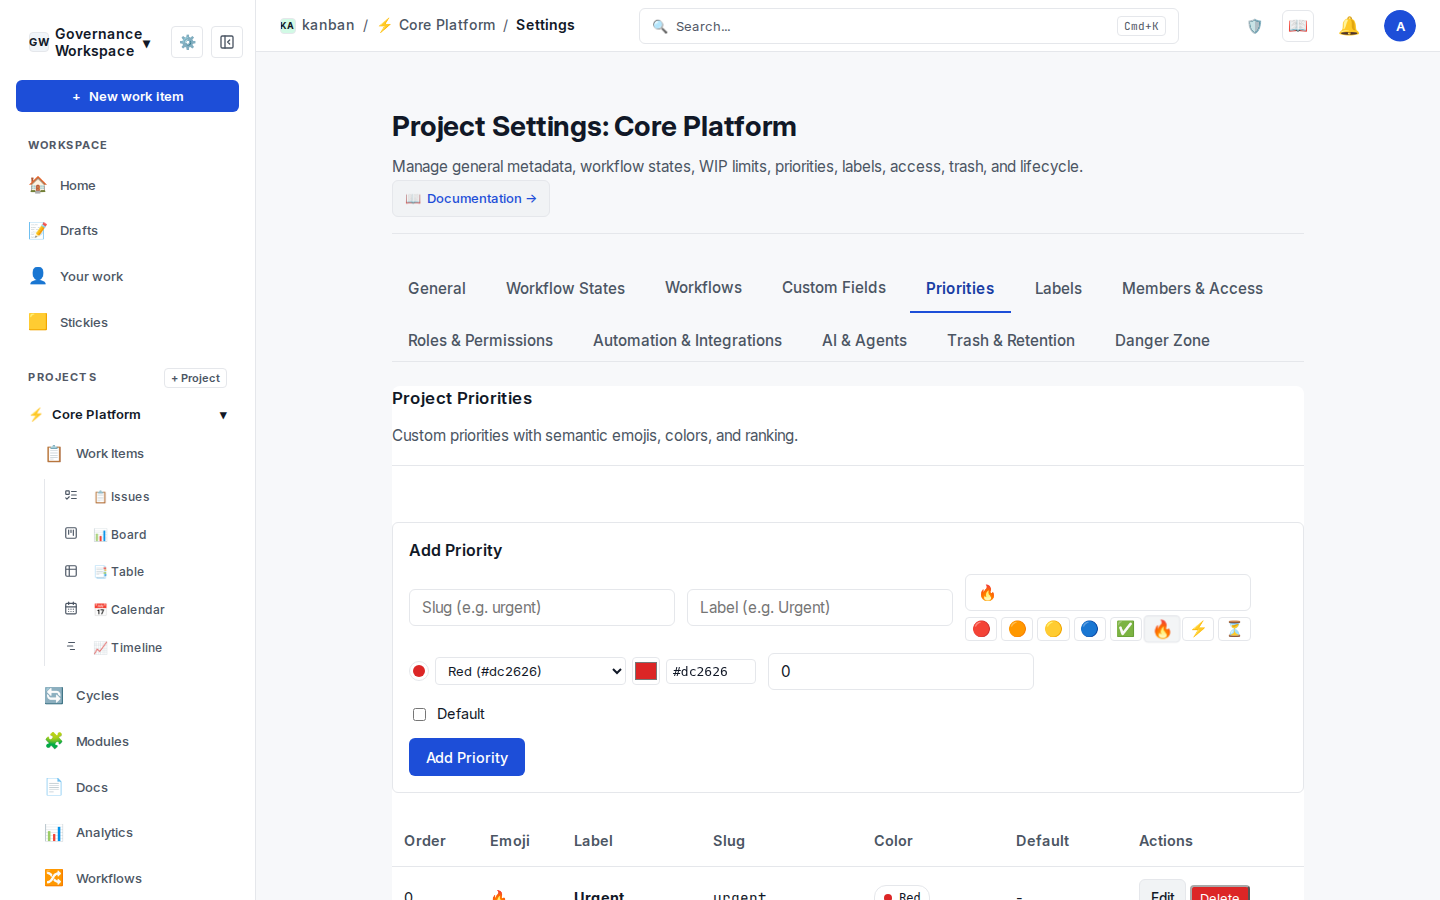 GW Governance Workspace ▾
+ New work item
WORKSPACE
Home
Drafts
Your work
Stickies
PROJECTS
+ Project
Core Platform ▾
Work Items
Issues
Board
Table
Calendar
Timeline
Cycles
Modules
Docs
Analytics
Workflows
KA kanban / ⚡ Core Platform / Settings
Search...
Cmd+K
A
Project Settings: Core Platform
Manage general metadata, workflow states, WIP limits, priorities, labels, access, trash, and lifecycle.
Documentation →
General
Workflow States
Workflows
Custom Fields
Priorities
Labels
Members & Access
Roles & Permissions
Automation & Integrations
AI & Agents
Trash & Retention
Danger Zone
Project Priorities
Custom priorities with semantic emojis, colors, and ranking.
Add Priority
Slug (e.g. urgent)
Label (e.g. Urgent)
Red (#dc2626)
#dc2626
0
Default
Add Priority
Order Emoji Label Slug Color Default Actions
0 Urgent urgent Red - Edit Delete